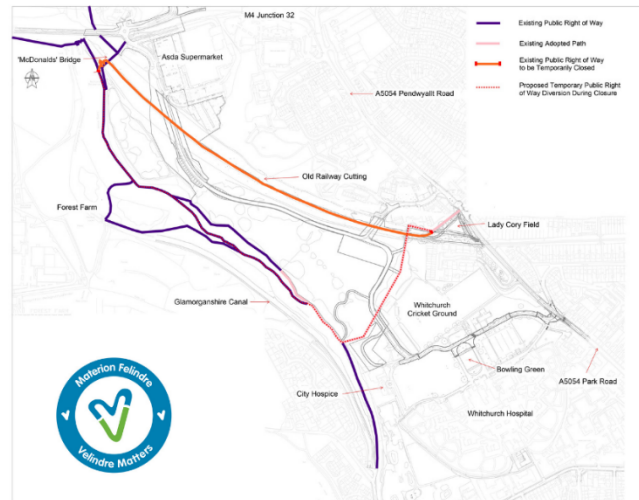 M4 Junction 32
Existing Public Right of Way
Existing Adopted Path
Existing Public Right of Way
to be Temporarily Closed
Proposed Temporary Public Right
of Way Diversion During Closure
'McDonalds' Bridge
Asda Supermarket
A5054 Pendwyallt Road
Old Railway Cutting
Forest Farm
Lady Cory Field
Glamorganshire Canal
Whitchurch
Cricket Ground
Bowling Green
A5054 Park Road
City Hospice
Whitchurch Hospital
Materion Felindre
Velindre Matters